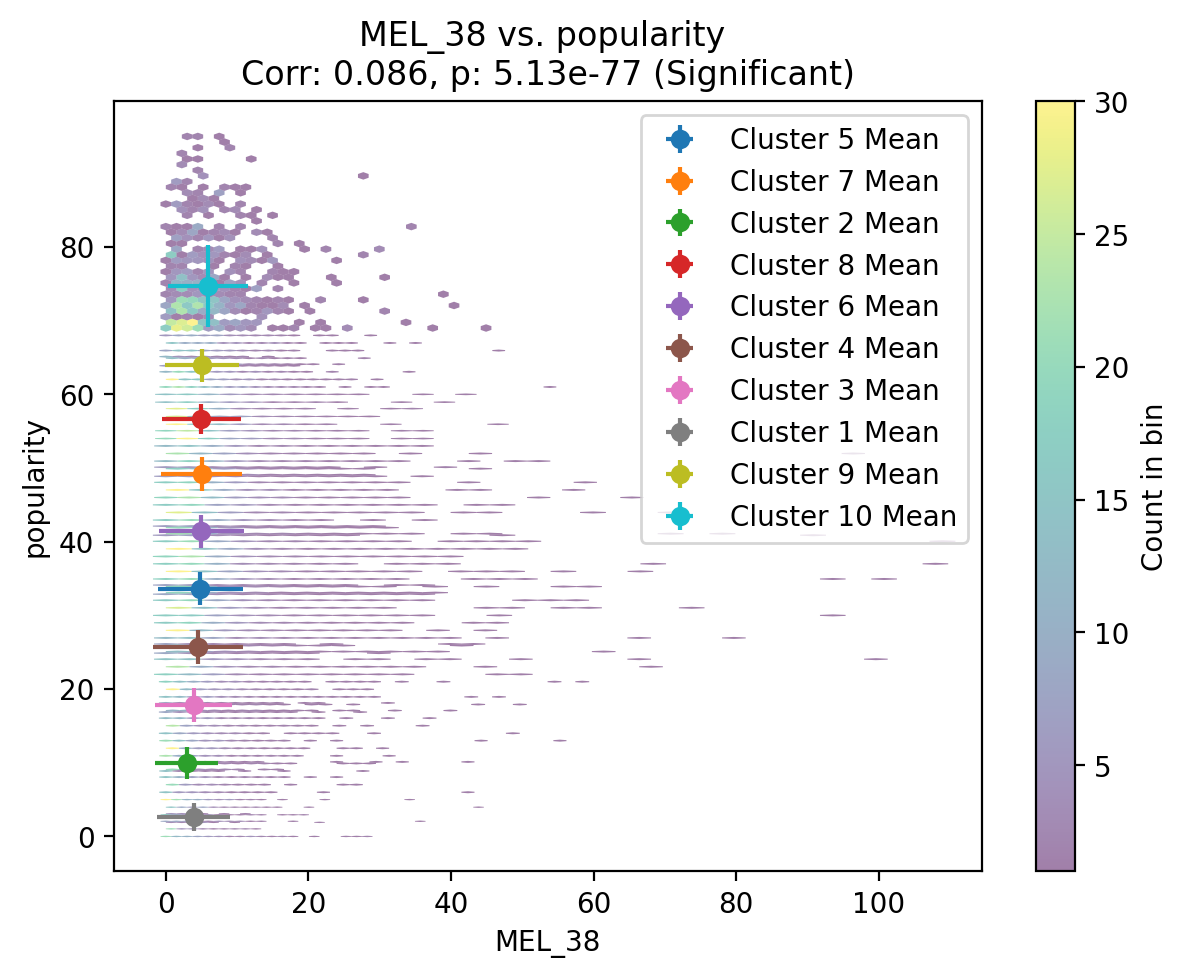 MEL_38 vs. popularity
Corr: 0.086, p: 5.13e-77 (Significant)
Cluster 5 Mean
Cluster 7 Mean
Cluster 2 Mean
Cluster 8 Mean
Cluster 6 Mean
Cluster 4 Mean
Cluster 3 Mean
Cluster 1 Mean
Cluster 9 Mean
Cluster 10 Mean
popularity
80
60
40
20
0
0 20 40 60 80 100
MEL_38
30
25
20
15
10
5
Count in bin